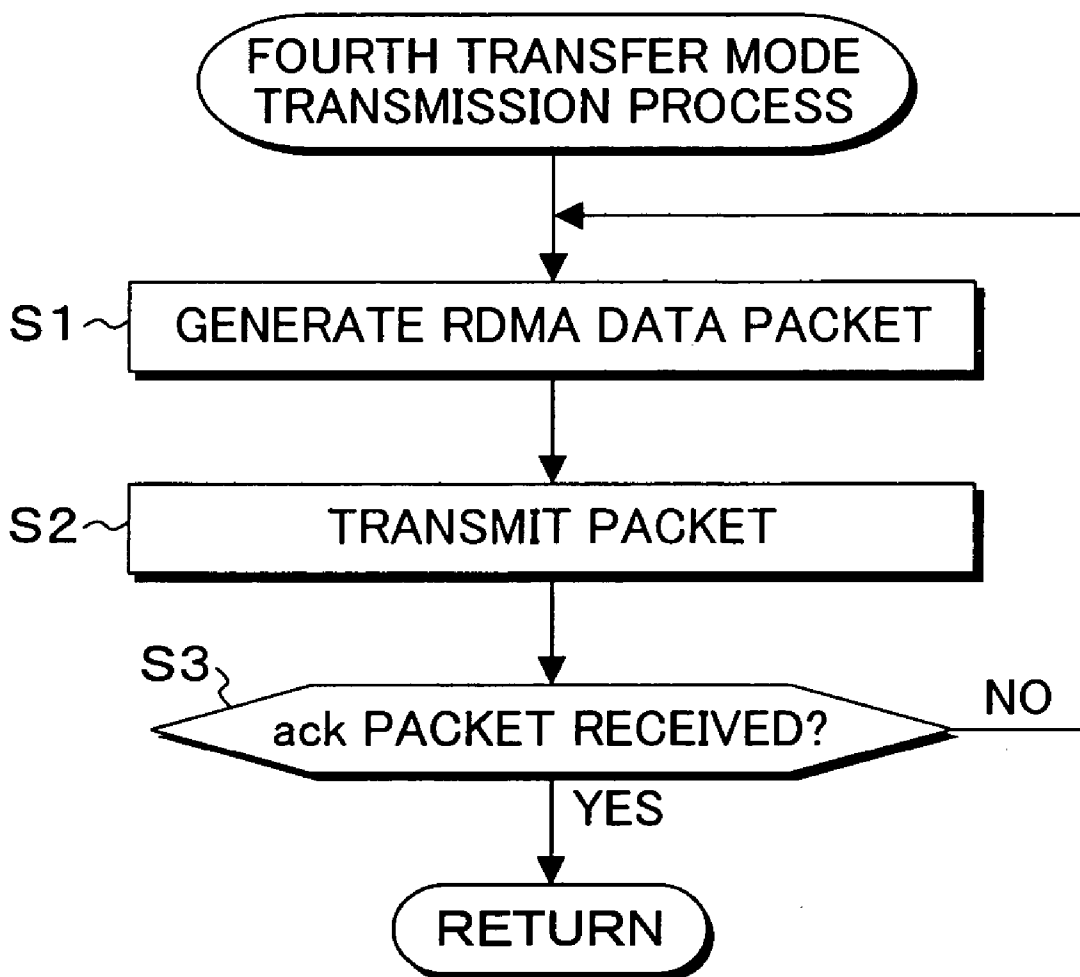 FOURTH TRANSFER MODE
TRANSMISSION PROCESS
S1
GENERATE RDMA DATA PACKET
S2
TRANSMIT PACKET
S3
ack PACKET RECEIVED?
NO
YES
RETURN